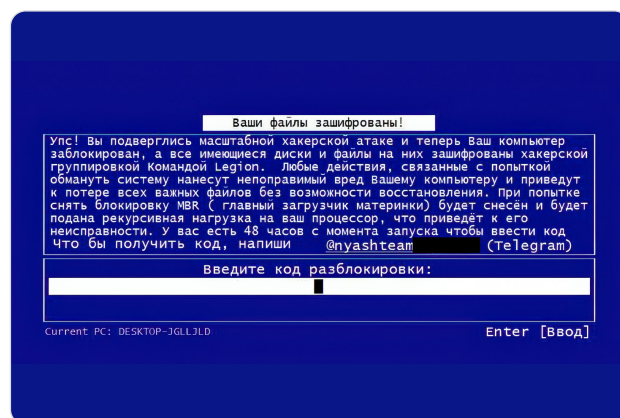 Ваши файлы зашифрованы!
Упс! Вы подверглись масштабной хакерской атаке и теперь Ваш компьютер
заблокирован, а все имеющиеся диски и файлы на них зашифрованы хакерской
группировкой Командой Legion. Любые действия, связанные с попыткой
обмануть систему нанесут непоправимый вред Вашему компьютеру и приведут
к потере всех важных файлов без возможности восстановления. При попытке
снять блокировку MBR ( главный загрузчик материнки) будет снесён и будет
подана рекурсивная нагрузка на ваш процессор, что приведёт к его
неисправности. У вас есть 48 часов с момента запуска чтобы ввести код
Что бы получить код, напиши @nyashteam (Telegram)
Введите код разблокировки:
Current PC: DESKTOP-JGLLJLD
Enter [Ввод]